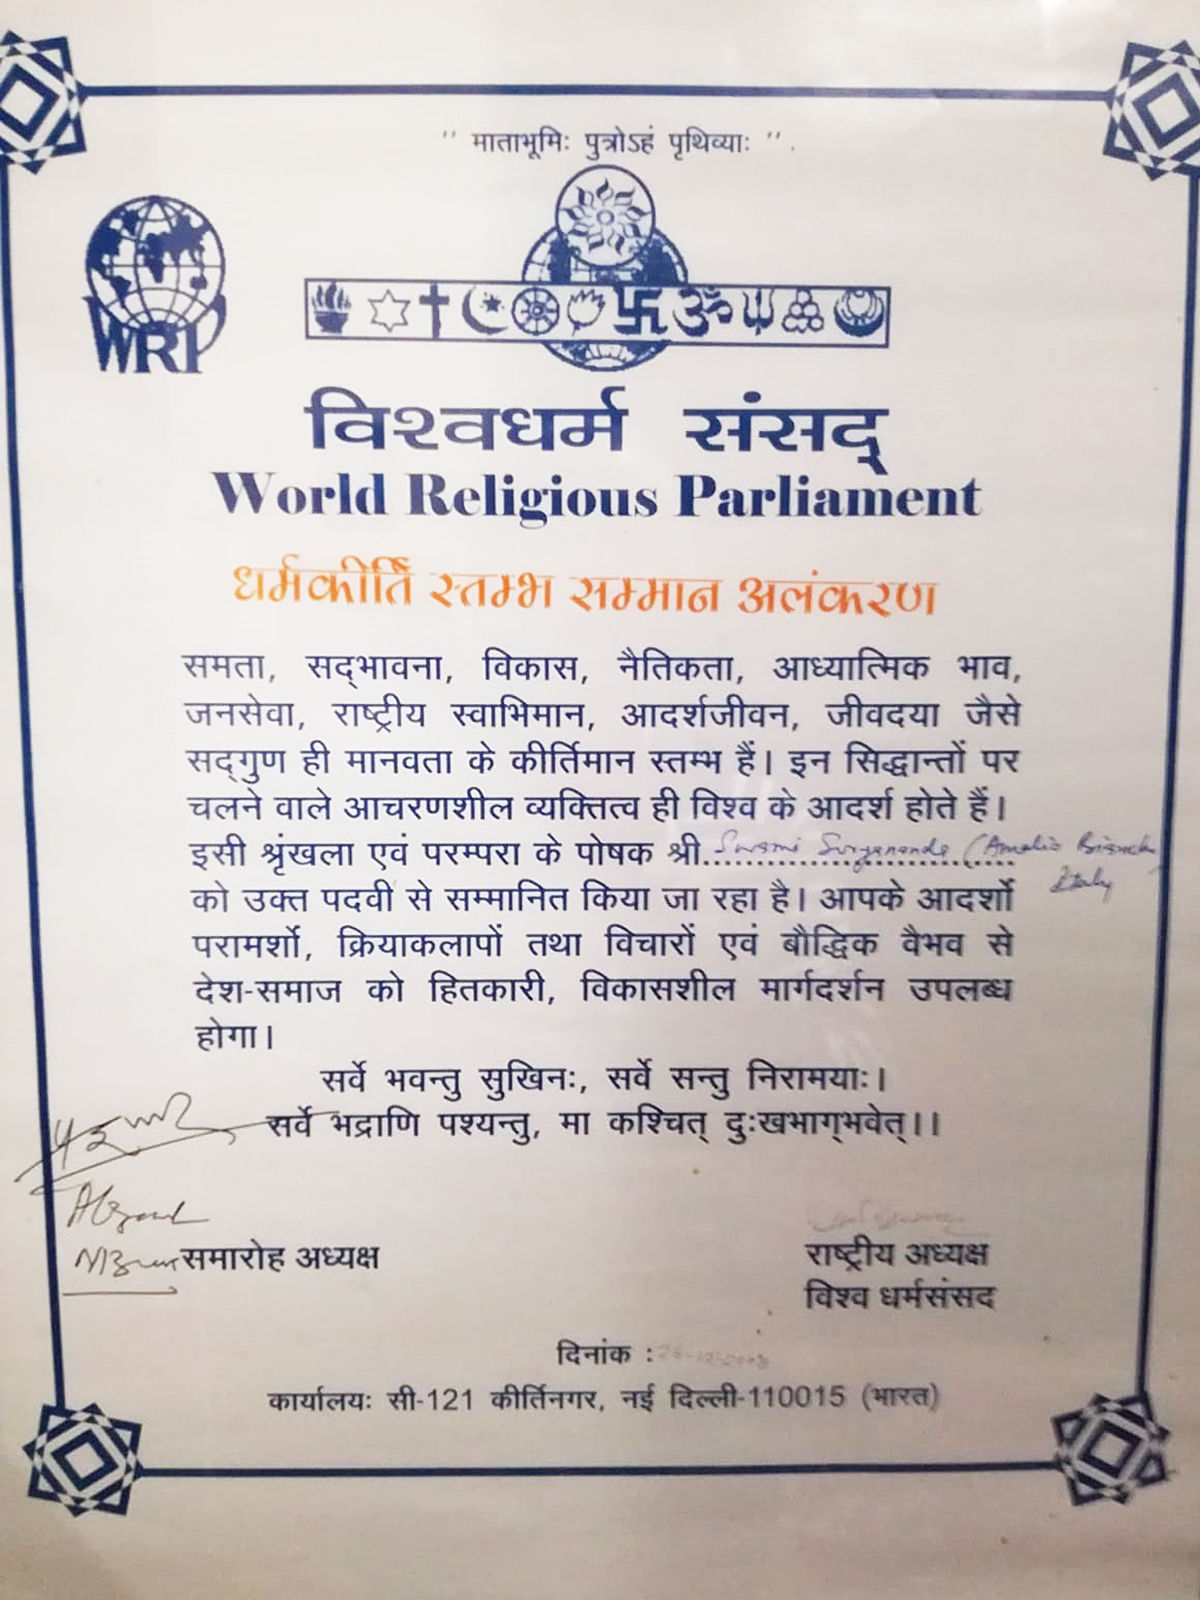 " माताभूमिः पुत्रोऽहं पृथिव्याः ".
WRP
विश्वधर्म संसद्
World Religious Parliament
धर्मकीर्ति स्तम्भ सम्मान अलंकरण
समता, सद्‌भावना, विकास, नैतिकता, आध्यात्मिक भाव,
जनसेवा, राष्ट्रीय स्वाभिमान, आदर्शजीवन, जीवदया जैसे
सद्‌गुण ही मानवता के कीर्तिमान स्तम्भ हैं। इन सिद्धान्तों पर
चलने वाले आचरणशील व्यक्तित्व ही विश्व के आदर्श होते हैं।
इसी श्रृंखला एवं परम्परा के पोषक श्री Swami Suryananda (Amalio
Italy
को उक्त पदवी से सम्मानित किया जा रहा है। आपके आदर्शो
परामर्शो, क्रियाकलापों तथा विचारों एवं बौद्धिक वैभव से
देश-समाज को हितकारी, विकासशील मार्गदर्शन उपलब्ध
होगा।
सर्वे भवन्तु सुखिनः, सर्वे सन्तु निरामयाः।
सर्वे भद्राणि पश्यन्तु, मा कश्चित् दुःखभाग्‌भवेत्।।
समारोह अध्यक्ष
राष्ट्रीय अध्यक्ष
विश्व धर्मसंसद
दिनांक :
कार्यालयः सी-121 कीर्तिनगर, नई दिल्ली-110015 (भारत)